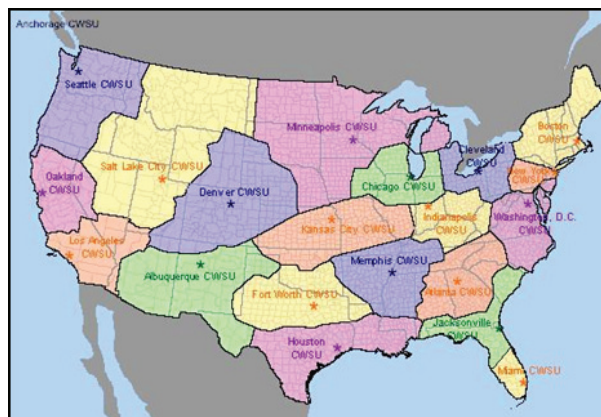 Anchorage CWSU
Seattle CWSU
Minneapolis CWSU
Boston
CWSU
Cleveland
CWSU
New York
CWSU
Salt Lake City CWSU
Oakland
CWSU
Denver CWSU
Chicago CWSU
Indianapolis
CWSU
Washington, D.C.
CWSU
Kansas City CWSU
Los Angeles
CWSU
Albuquerque CWSU
Memphis CWSU
Fort Worth CWSU
Atlanta CWSU
Jacksonville
CWSU
Houston
CWSU
Miami CWSU